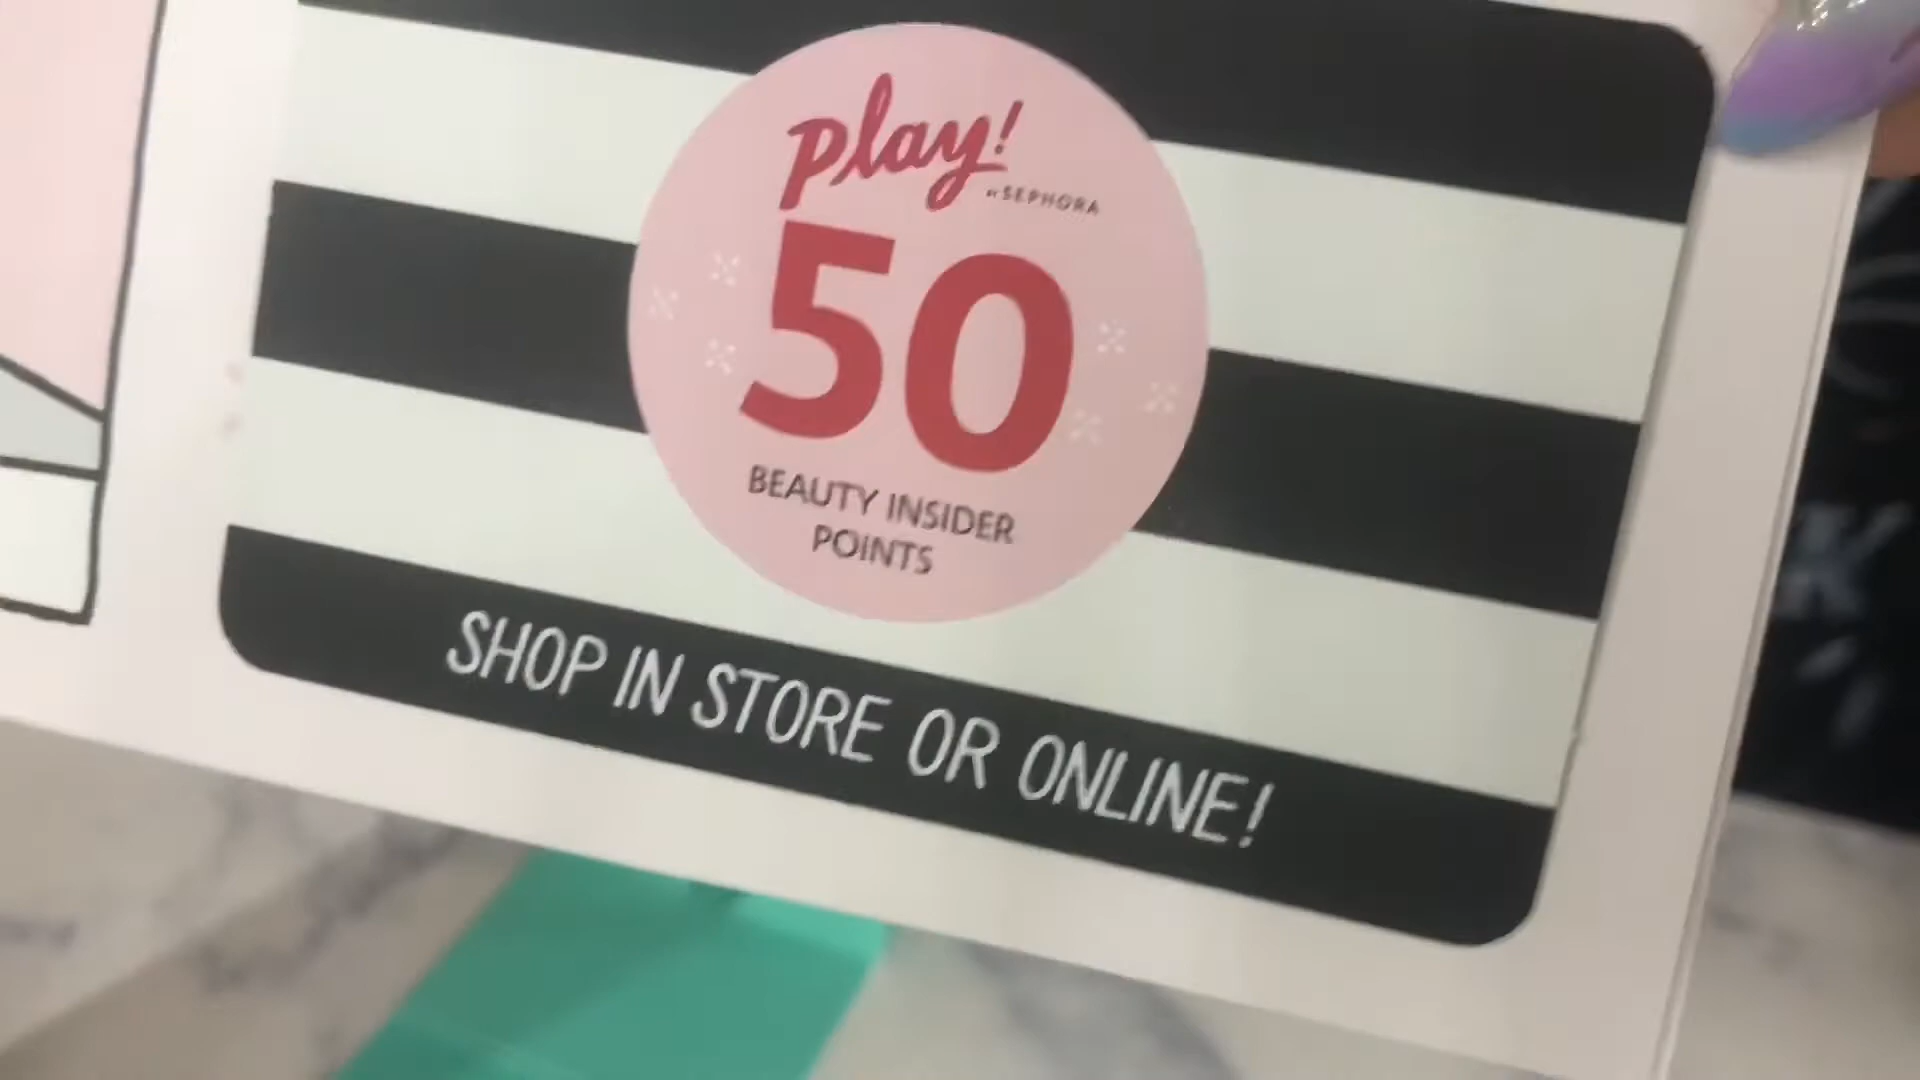 play!
BY SEPHORA
50
BEAUTY INSIDER
POINTS
SHOP IN STORE OR ONLINE!
K